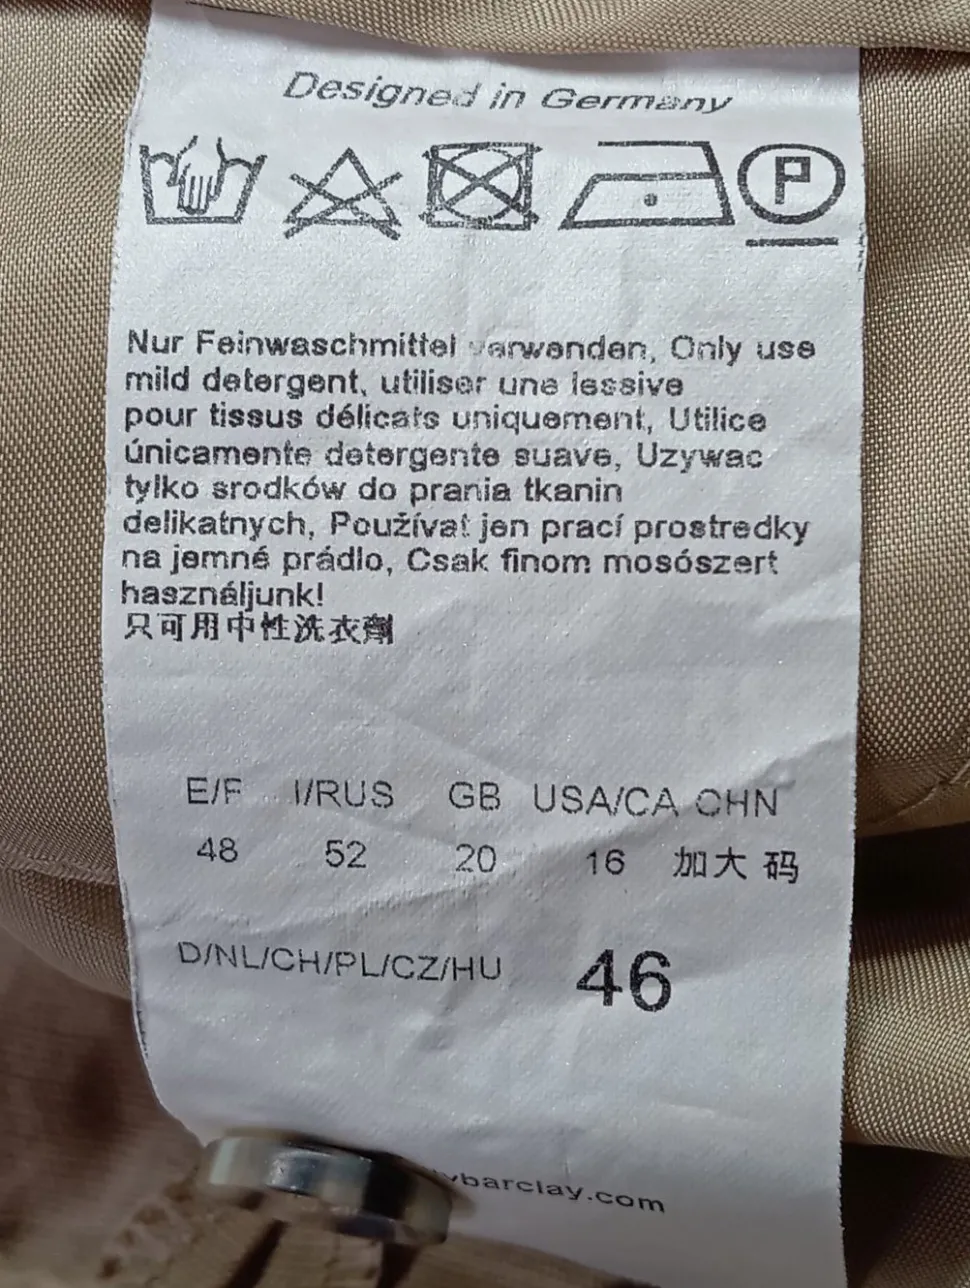 Designed in Germany
P
Nur Feinwaschmittel verwenden, Only use
mild detergent, utiliser une lessive
pour tissus délicats uniquement, Utilice
únicamente detergente suave, Uzywac
tylko srodków do prania tkanin
delikatnych, Používat jen prací prostredky
na jemné prádlo, Csak finom mosószert
használjunk!
只可用中性洗衣劑
E/F I/RUS GB USA/CA CHN
48 52 20 16 加大码
D/NL/CH/PL/CZ/HU 46
ybarclay.com